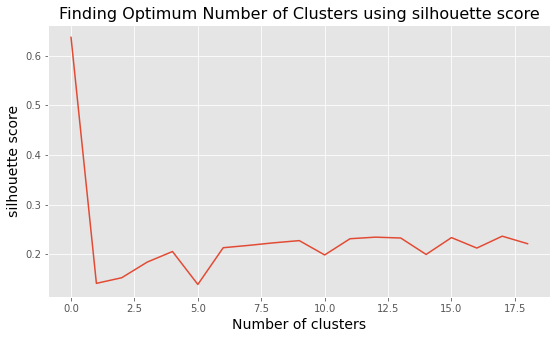 Finding Optimum Number of Clusters using silhouette score
0.6
0.5
0.4
0.3
0.2
silhouette score
0.0 2.5 5.0 7.5 10.0 12.5 15.0 17.5
Number of clusters